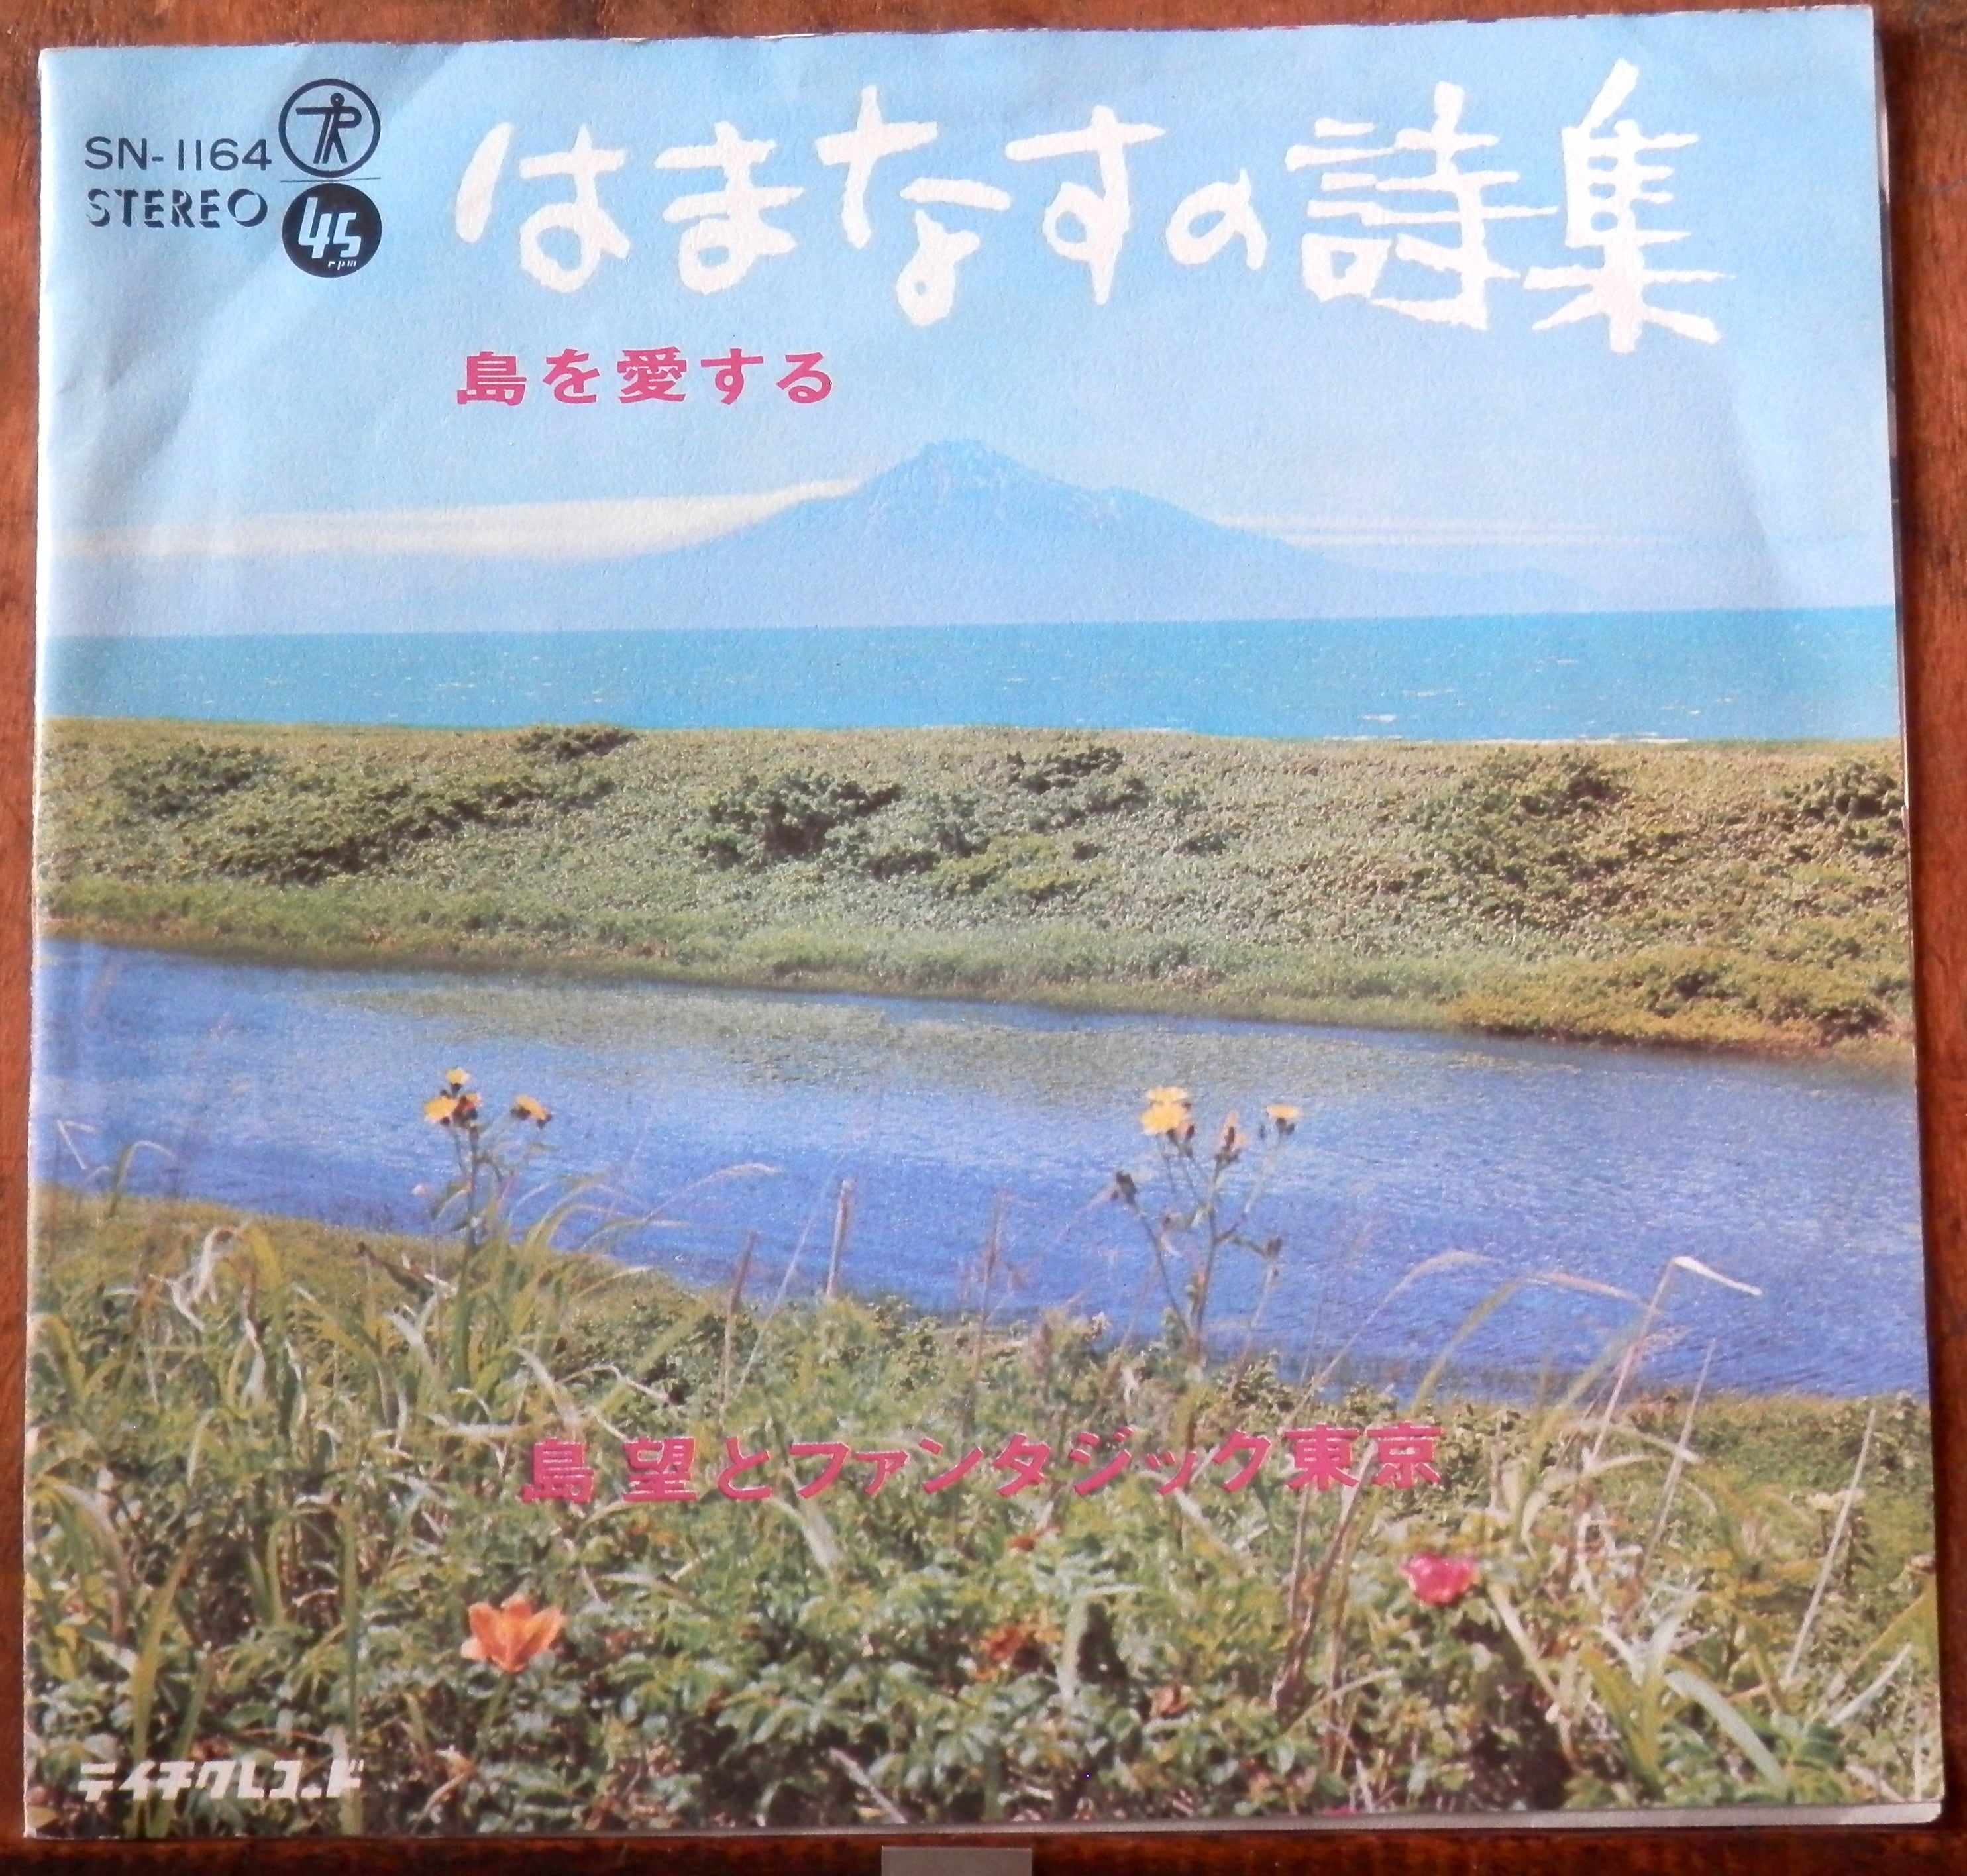 SN-1164
STEREO
45
rpm
はまなすの詩集
島を愛する
島 望とファンタジック東京
テイチクレコード